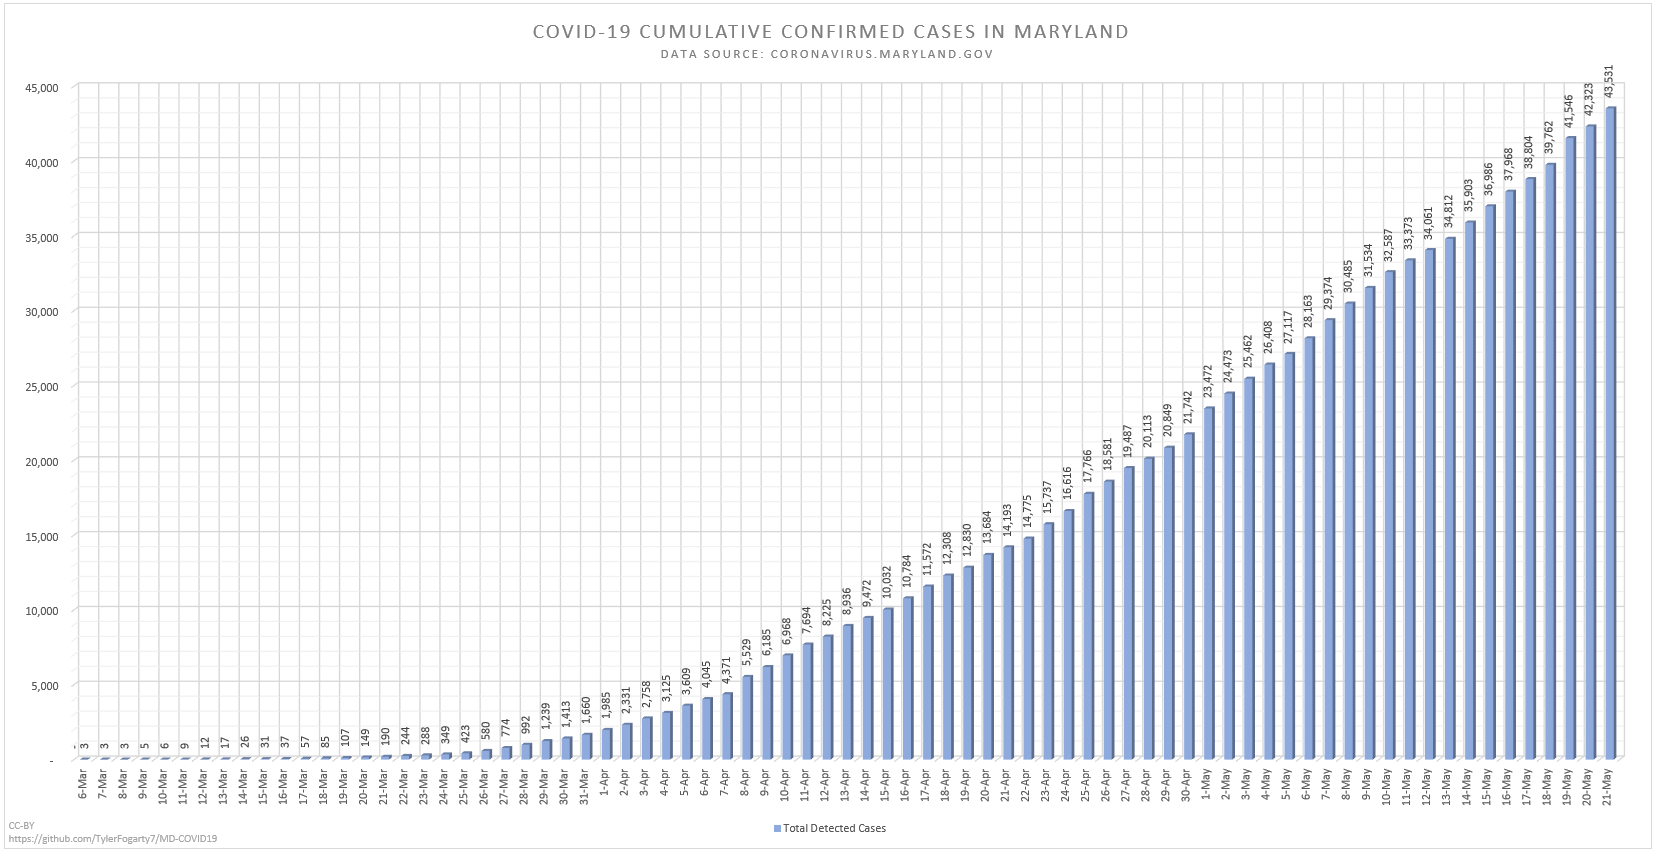 COVID-19 CUMULATIVE CONFIRMED CASES IN MARYLAND
DATA SOURCE: CORONAVIRUS.MARYLAND.GOV
45,000
40,000
35,000
30,000
25,000
20,000
15,000
10,000
5,000
-
- 3 3 3 5 6 9 12 17 26 31 37 57 85 107 149 190 244 288 349 423 580 774 992 1,239 1,413 1,660 1,985 2,331 2,758 3,125 3,609 4,045 4,371 5,529 6,185 6,968 7,694 8,225 8,936 9,472 10,032 10,784 11,572 12,308 12,830 13,684 14,193 14,775 15,737 16,616 17,766 18,581 19,487 20,113 20,849 21,742 23,472 24,473 25,462 26,408 27,117 28,163 29,374 30,485 31,534 32,587 33,373 34,061 34,812 35,903 36,986 37,968 38,804 39,762 41,546 42,323 43,531
6-Mar 7-Mar 8-Mar 9-Mar 10-Mar 11-Mar 12-Mar 13-Mar 14-Mar 15-Mar 16-Mar 17-Mar 18-Mar 19-Mar 20-Mar 21-Mar 22-Mar 23-Mar 24-Mar 25-Mar 26-Mar 27-Mar 28-Mar 29-Mar 30-Mar 31-Mar 1-Apr 2-Apr 3-Apr 4-Apr 5-Apr 6-Apr 7-Apr 8-Apr 9-Apr 10-Apr 11-Apr 12-Apr 13-Apr 14-Apr 15-Apr 16-Apr 17-Apr 18-Apr 19-Apr 20-Apr 21-Apr 22-Apr 23-Apr 24-Apr 25-Apr 26-Apr 27-Apr 28-Apr 29-Apr 30-Apr 1-May 2-May 3-May 4-May 5-May 6-May 7-May 8-May 9-May 10-May 11-May 12-May 13-May 14-May 15-May 16-May 17-May 18-May 19-May 20-May 21-May
Total Detected Cases
CC-BY
https://github.com/TylerFogarty7/MD-COVID19